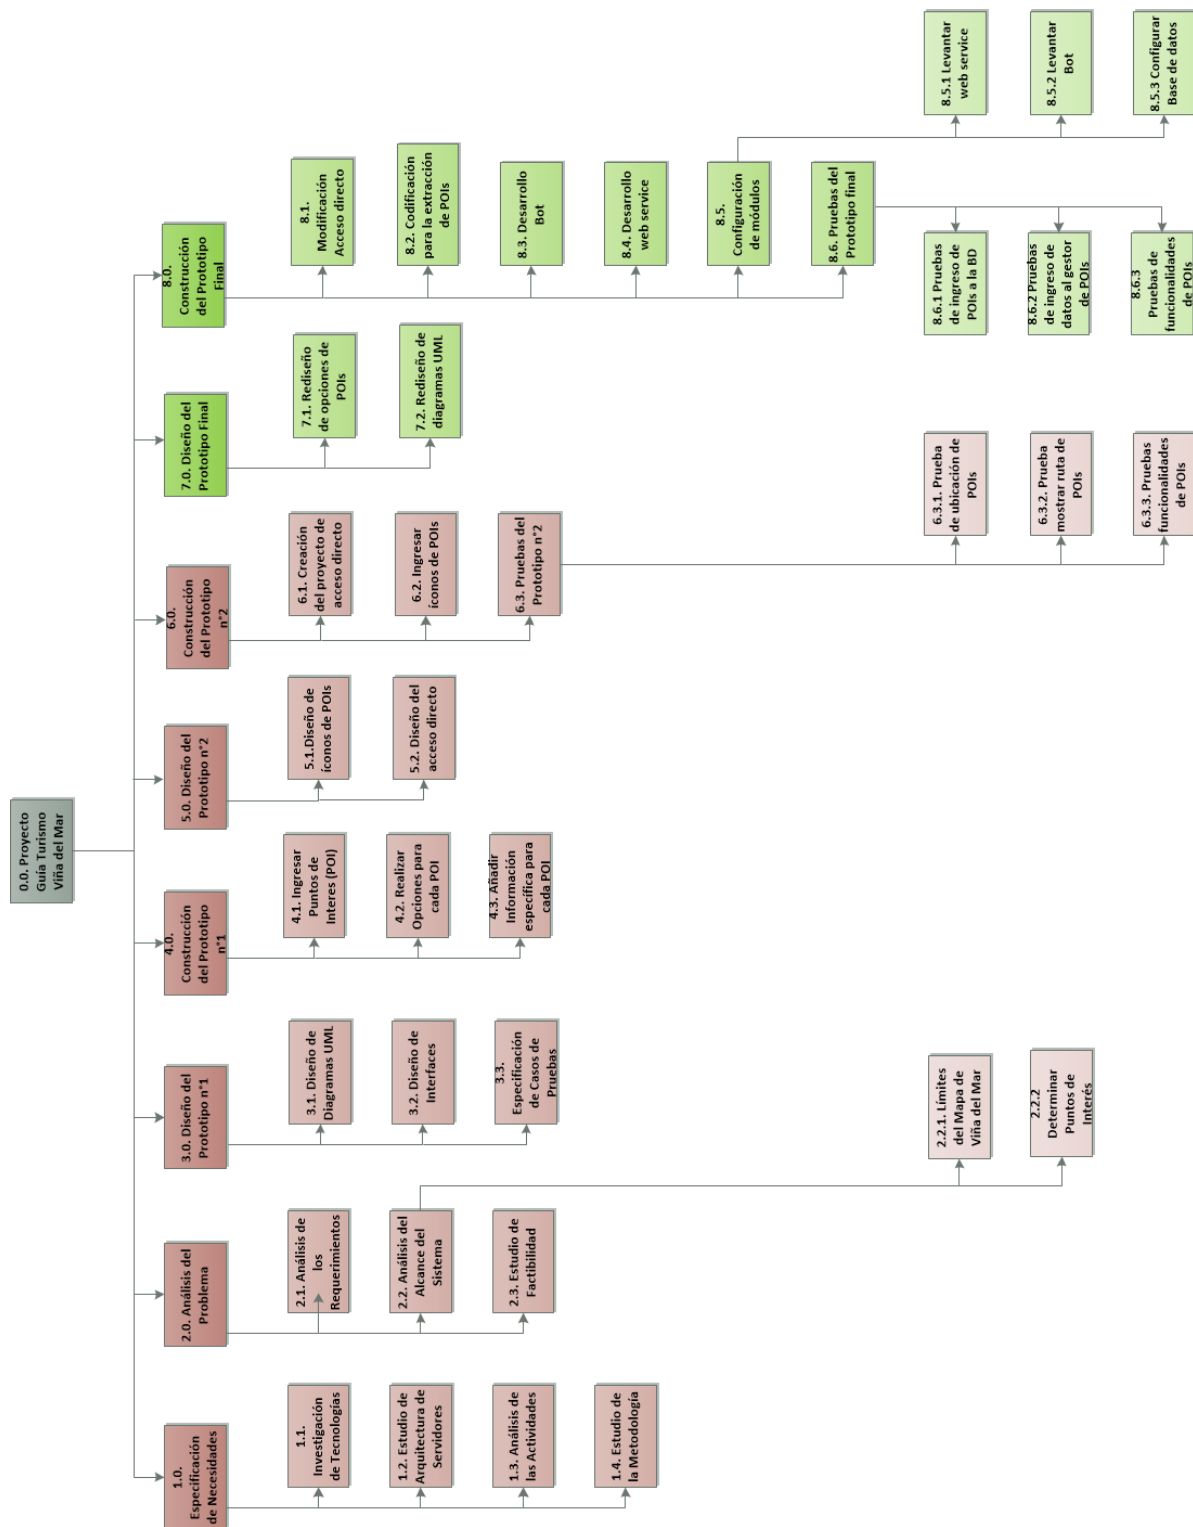 0.0. Proyecto
Guía Turismo
Viña del Mar
1.0.
Especificación
de Necesidades
1.1.
Investigación
de Tecnologías
1.2. Estudio de
Arquitectura de
Servidores
1.3. Análisis de
las Actividades
1.4. Estudio de
la Metodología
2.0. Análisis del
Problema
2.1. Análisis de
los
Requerimientos
2.2. Análisis del
Alcance del
Sistema
2.2.1. Límites
del Mapa de
Viña del Mar
2.2.2
Determinar
Puntos de
Interés
2.3. Estudio de
Factibilidad
3.0. Diseño del
Prototipo n°1
3.1. Diseño de
Diagramas UML
3.2. Diseño de
Interfaces
3.3.
Especificación
de Casos de
Pruebas
4.0.
Construcción
del Prototipo
n°1
4.1. Ingresar
Puntos de
Interes (POI)
4.2. Realizar
Opciones para
cada POI
4.3. Añadir
Información
específica para
cada POI
5.0. Diseño del
Prototipo n°2
5.1.Diseño de
íconos de POIs
5.2. Diseño del
acceso directo
6.0.
Construcción
del Prototipo
n°2
6.1. Creación
del proyecto de
acceso directo
6.2. Ingresar
íconos de POIs
6.3. Pruebas del
Prototipo n°2
6.3.1. Prueba
de ubicación de
POIs
6.3.2. Prueba
mostrar ruta de
POIs
6.3.3. Pruebas
funcionalidades
de POIs
7.0. Diseño del
Prototipo Final
7.1. Rediseño
de opciones de
POIs
7.2. Rediseño de
diagramas UML
8.0.
Construcción
del Prototipo
Final
8.1.
Modificación
Acceso directo
8.2. Codificación
para la extracción
de POIs
8.3. Desarrollo
Bot
8.4. Desarrollo
web service
8.5.
Configuración
de módulos
8.5.1 Levantar
web service
8.5.2 Levantar
Bot
8.5.3 Configurar
Base de datos
8.6. Pruebas del
Prototipo final
8.6.1 Pruebas
de ingreso de
POIs a la BD
8.6.2 Pruebas
de ingreso de
datos al gestor
de POIs
8.6.3
Pruebas de
funcionalidades
de POIs